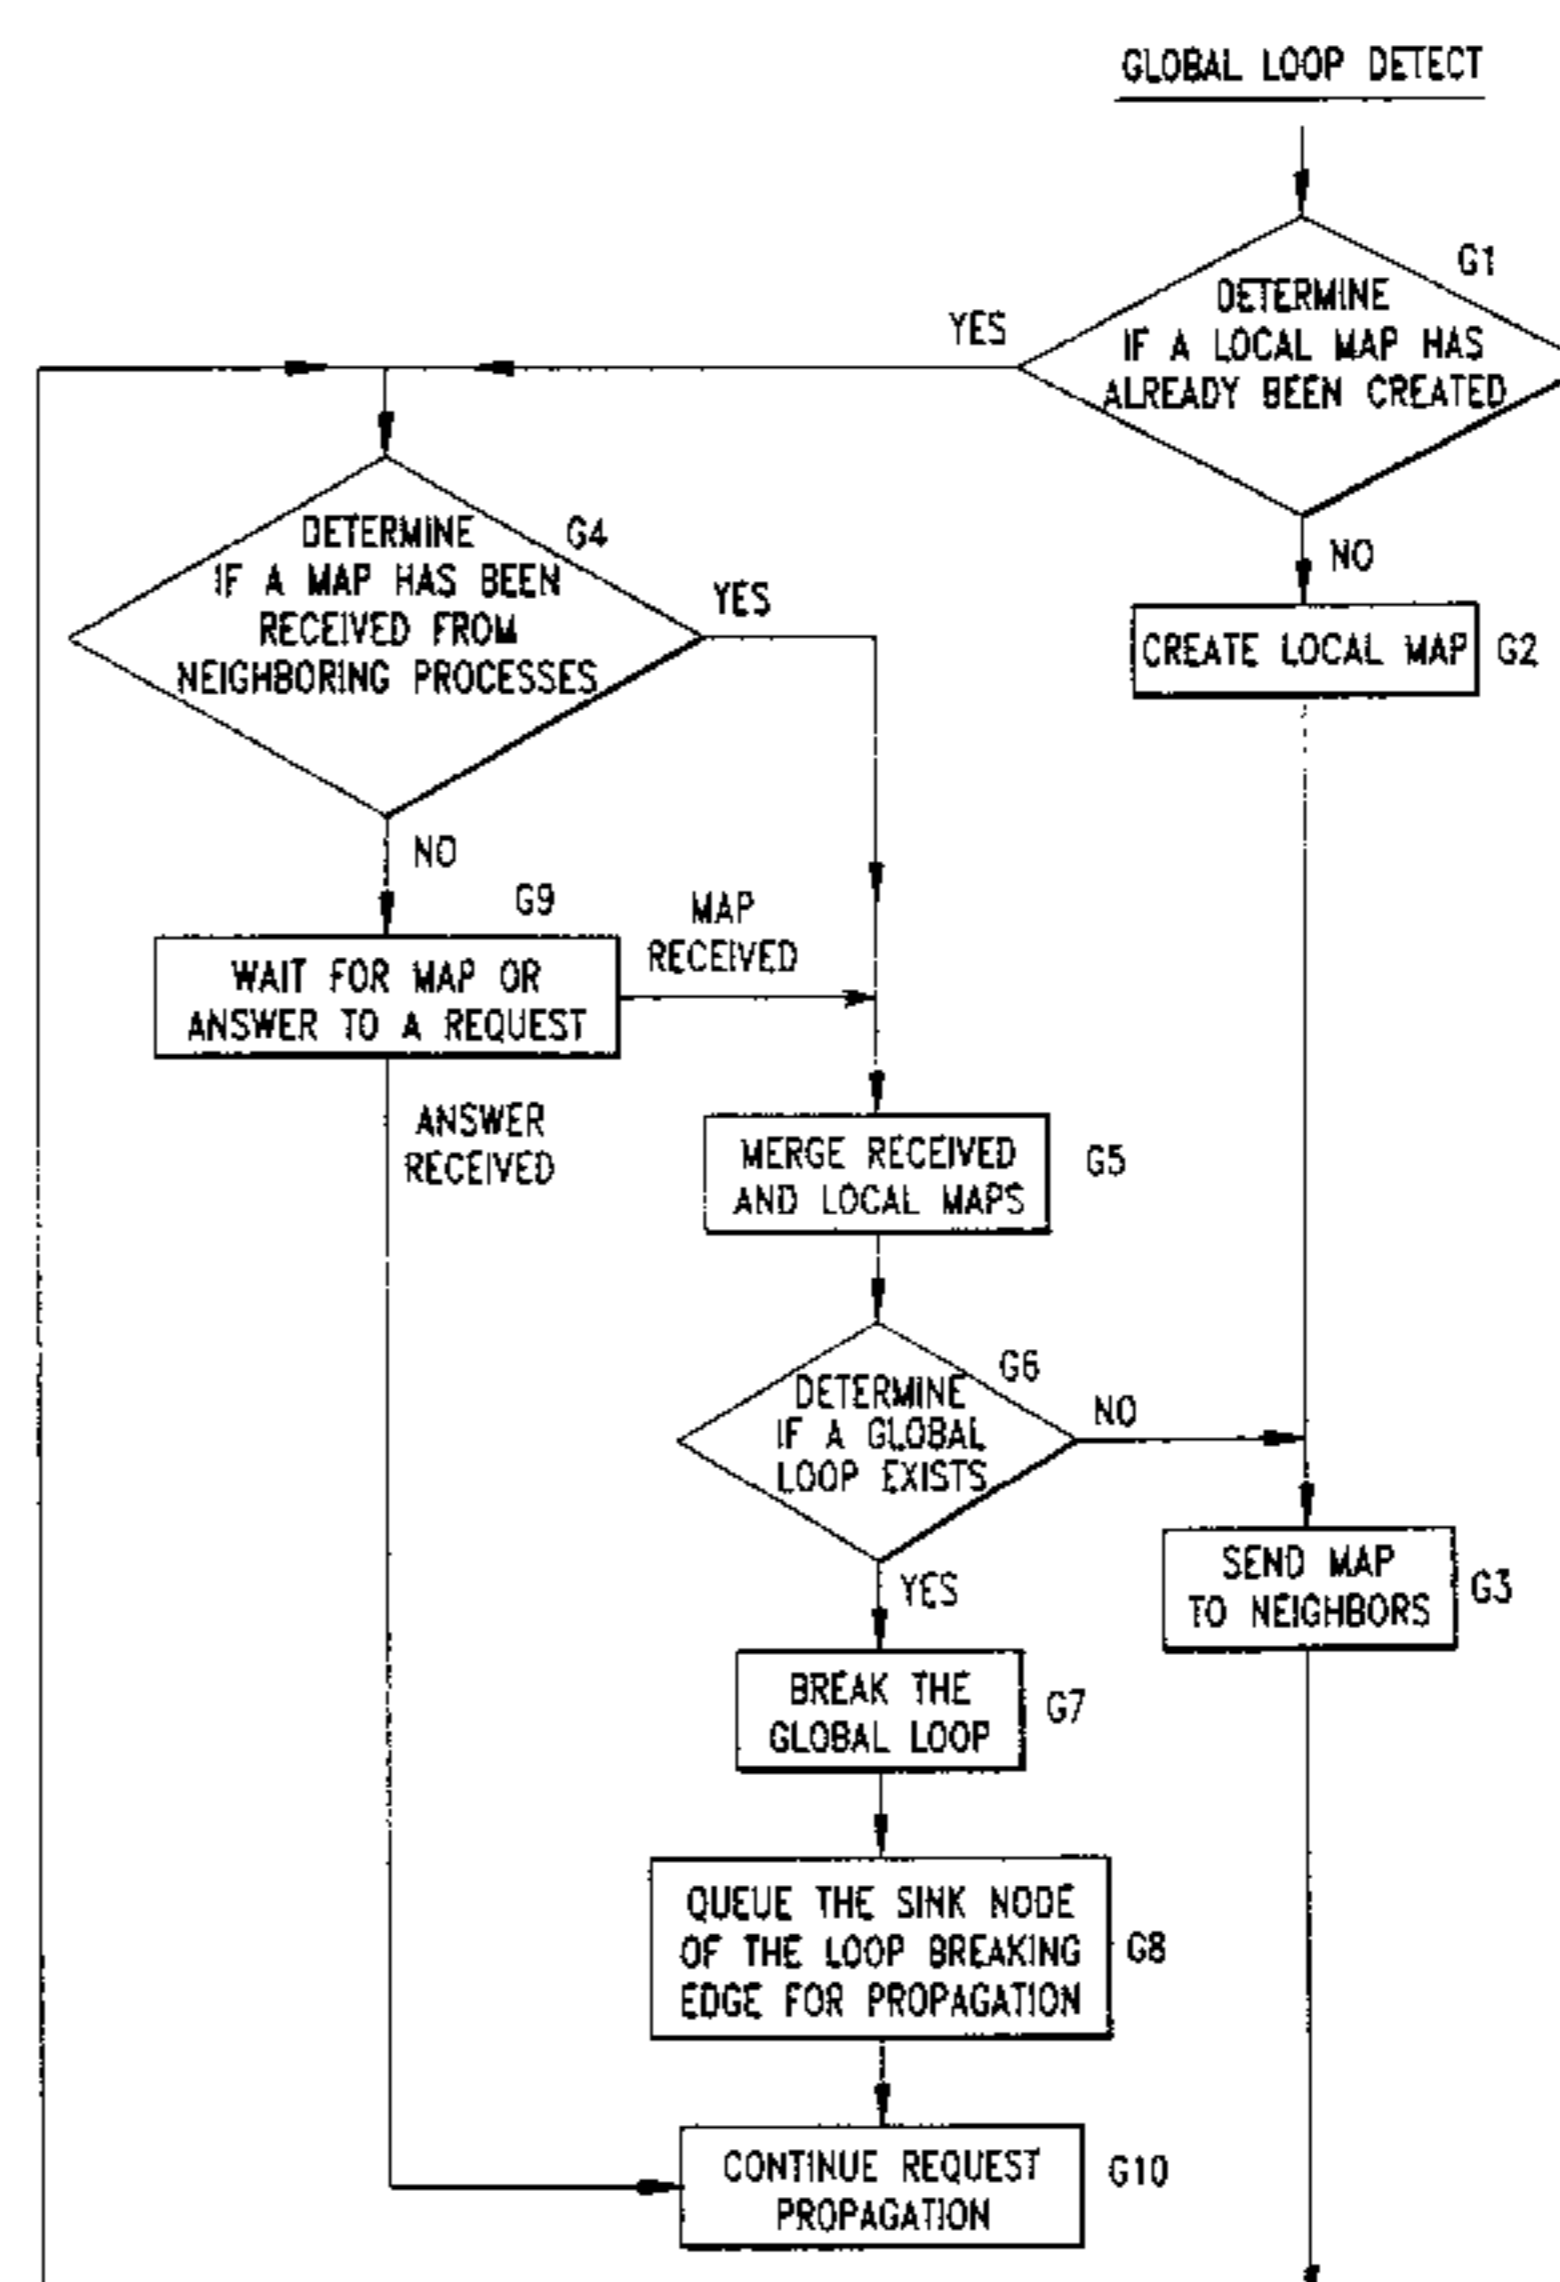 GLOBAL LOOP DETECT
G1
DETERMINE
IF A LOCAL MAP HAS
ALREADY BEEN CREATED
YES
NO
CREATE LOCAL MAP
G2
DETERMINE
IF A MAP HAS BEEN
RECEIVED FROM
NEIGHBORING PROCESSES
G4
YES
NO
G9
WAIT FOR MAP OR
ANSWER TO A REQUEST
MAP
RECEIVED
ANSWER
RECEIVED
MERGE RECEIVED
AND LOCAL MAPS
G5
G6
DETERMINE
IF A GLOBAL
LOOP EXISTS
NO
YES
SEND MAP
TO NEIGHBORS
G3
BREAK THE
GLOBAL LOOP
G7
QUEUE THE SINK NODE
OF THE LOOP BREAKING
EDGE FOR PROPAGATION
G8
CONTINUE REQUEST
PROPAGATION
G10